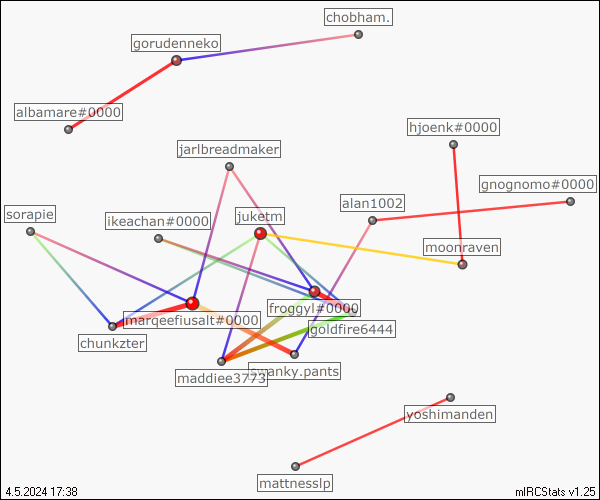 chobham.
gorudenneko
albamare#0000
hjoenk#0000
jarlbreadmaker
gnognomo#0000
alan1002
sorapie
ikeachan#0000
juketm
moonraven
froggyl#0000
marqeefiusalt#0000
goldfire6444
chunkzter
swanky.pants
maddiee3773
yoshimanden
mattnesslp
4.5.2024 17:38
mIRCStats v1.25